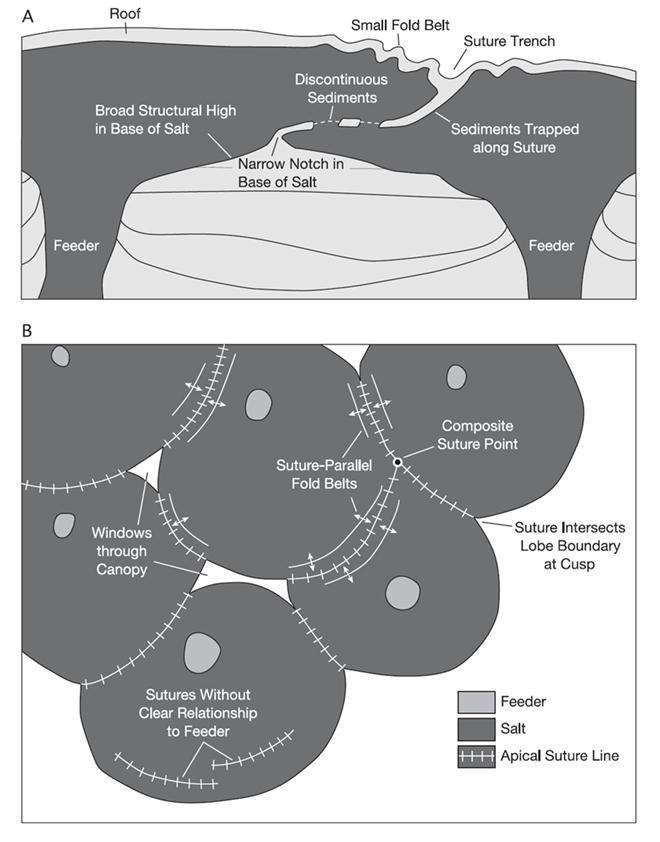 A
Roof
Small Fold Belt
Suture Trench
Discontinuous
Sediments
Broad Structural High
in Base of Salt
Sediments Trapped
along Suture
Narrow Notch in
Base of Salt
Feeder
Feeder
B
Composite
Suture Point
Suture-Parallel
Fold Belts
Windows
through
Canopy
Suture Intersects
Lobe Boundary
at Cusp
Sutures Without
Clear Relationship
to Feeder
Feeder
Salt
Apical Suture Line